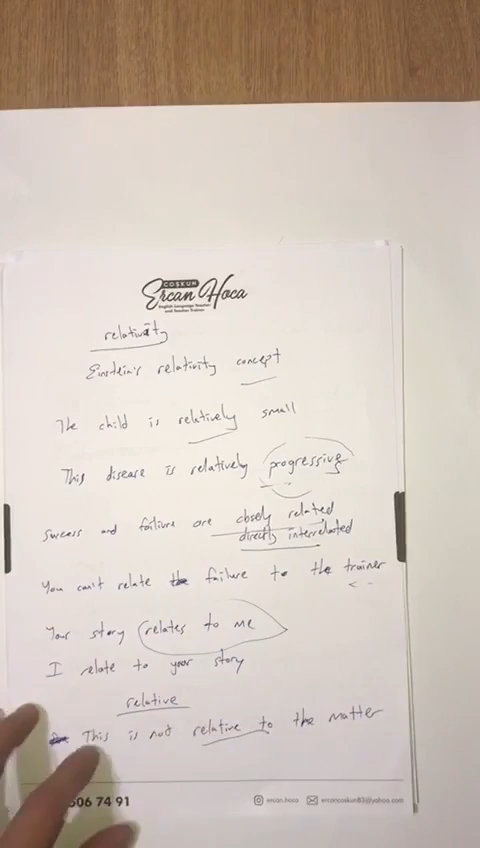 COŞKUN
Ercan Hoca
English Language Teacher
and Teacher Trainer
relativity
Einstein's relativity concept
The child is relatively small
This disease is relatively progressive
Success and failure are closely related
directly interrelated
You can't relate failure to the trainer
Your story relates to me
I relate to your story
relative
This is not relative to the matter
506 74 91
ercan.hoca
ercancoskun83@yahoo.com